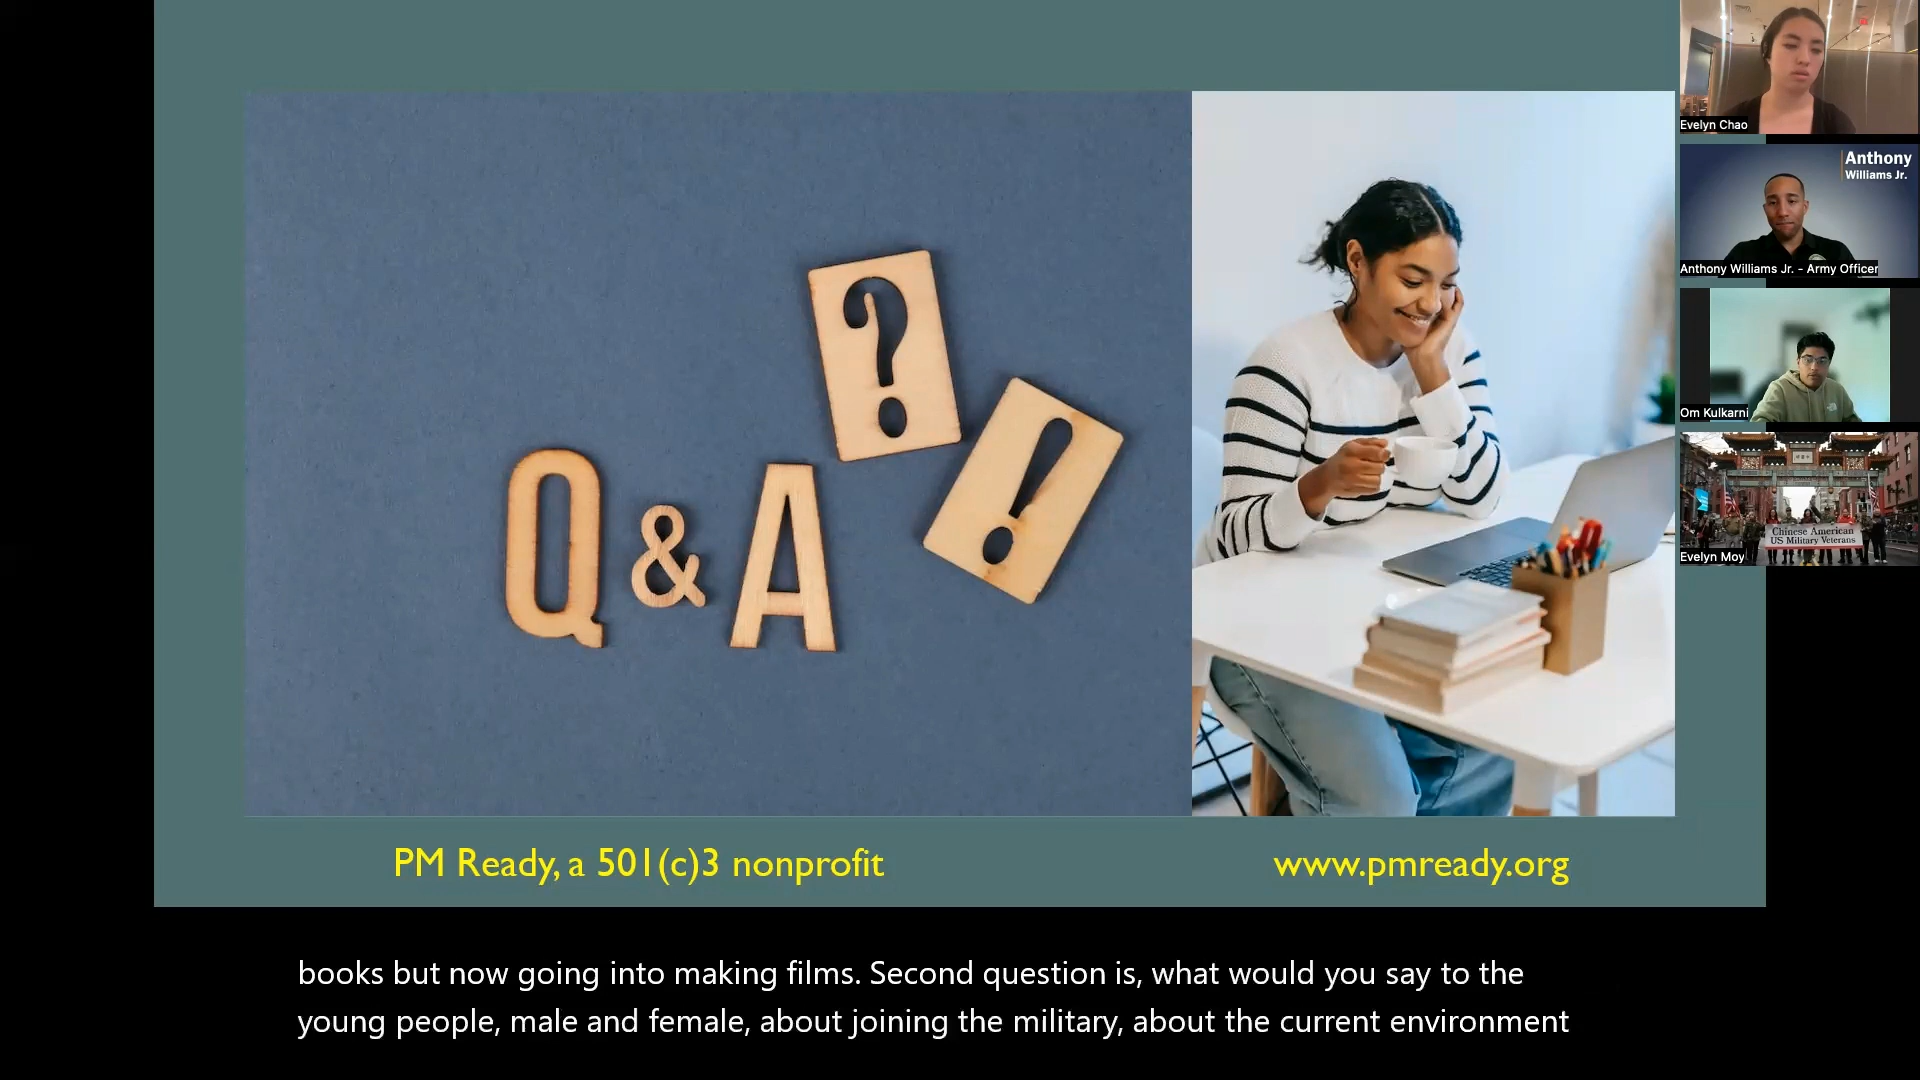 Q & A
?
!
PM Ready, a 501(c)3 nonprofit
www.pmready.org
Evelyn Chao
Anthony
Williams Jr.
Anthony Williams Jr. - Army Officer
Om Kulkarni
Chinese American
US Military Veterans
Evelyn Moy
books but now going into making films. Second question is, what would you say to the
young people, male and female, about joining the military, about the current environment